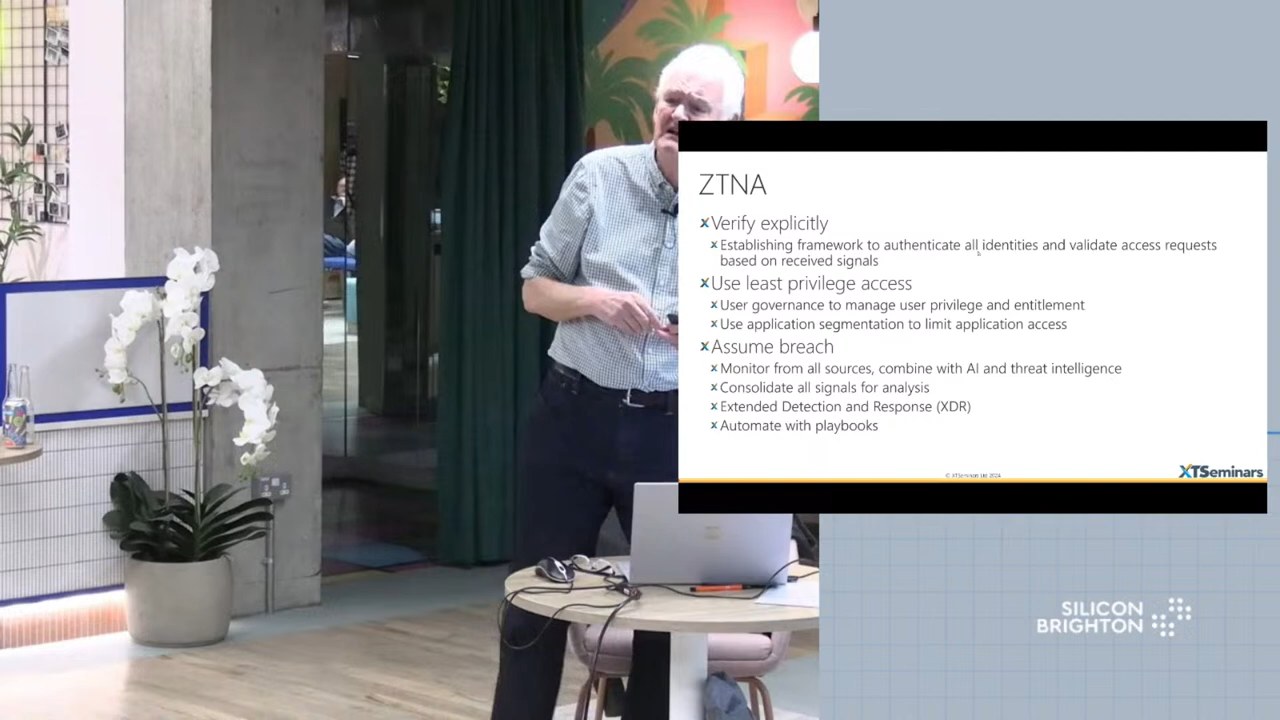 ZTNA
Verify explicitly
Establishing framework to authenticate all identities and validate access requests
based on received signals
Use least privilege access
User governance to manage user privilege and entitlement
Use application segmentation to limit application access
Assume breach
Monitor from all sources, combine with AI and threat intelligence
Consolidate all signals for analysis
Extended Detection and Response (XDR)
Automate with playbooks
© XTSeminars Ltd 2024
XTSeminars
SILICON
BRIGHTON